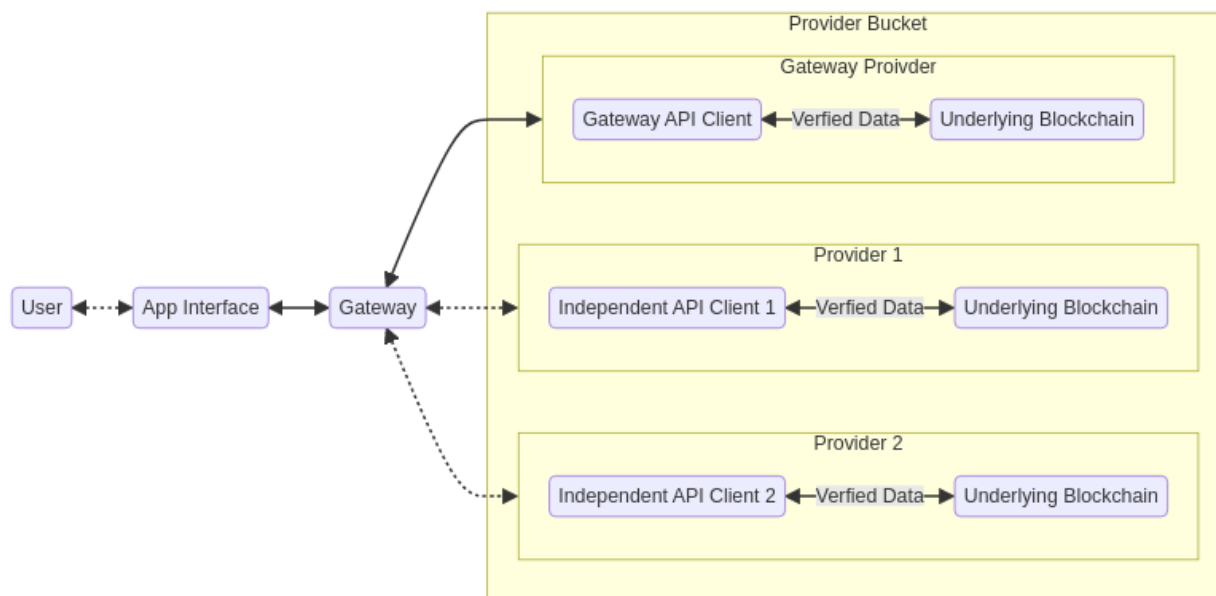 Provider Bucket
Gateway Proivder
Gateway API Client
Verfied Data
Underlying Blockchain
Provider 1
User
App Interface
Gateway
Independent API Client 1
Verfied Data
Underlying Blockchain
Provider 2
Independent API Client 2
Verfied Data
Underlying Blockchain